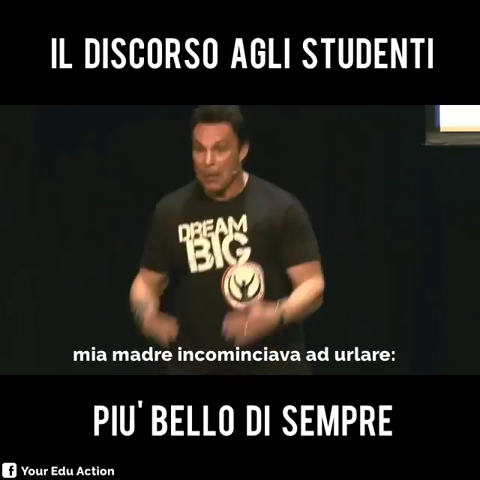 IL DISCORSO AGLI STUDENTI
DREAM
BIG
mia madre incominciava ad urlare:
PIU' BELLO DI SEMPRE
f Your Edu Action